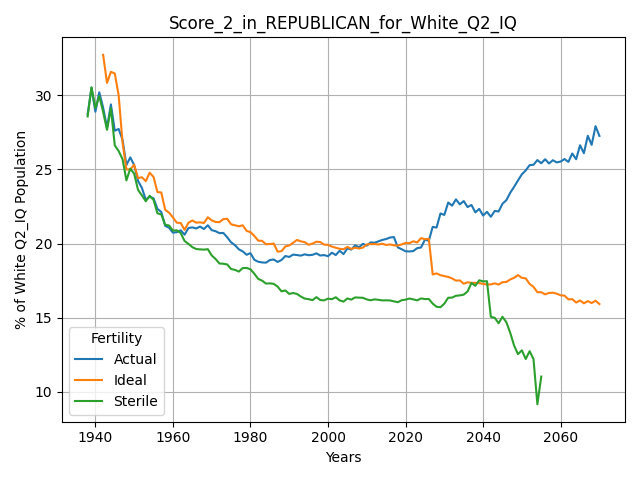 Score_2_in_REPUBLICAN_for_White_Q2_IQ
% of White Q2_IQ Population
30
25
20
15
10
Fertility
Actual
Ideal
Sterile
1940 1960 1980 2000 2020 2040 2060
Years